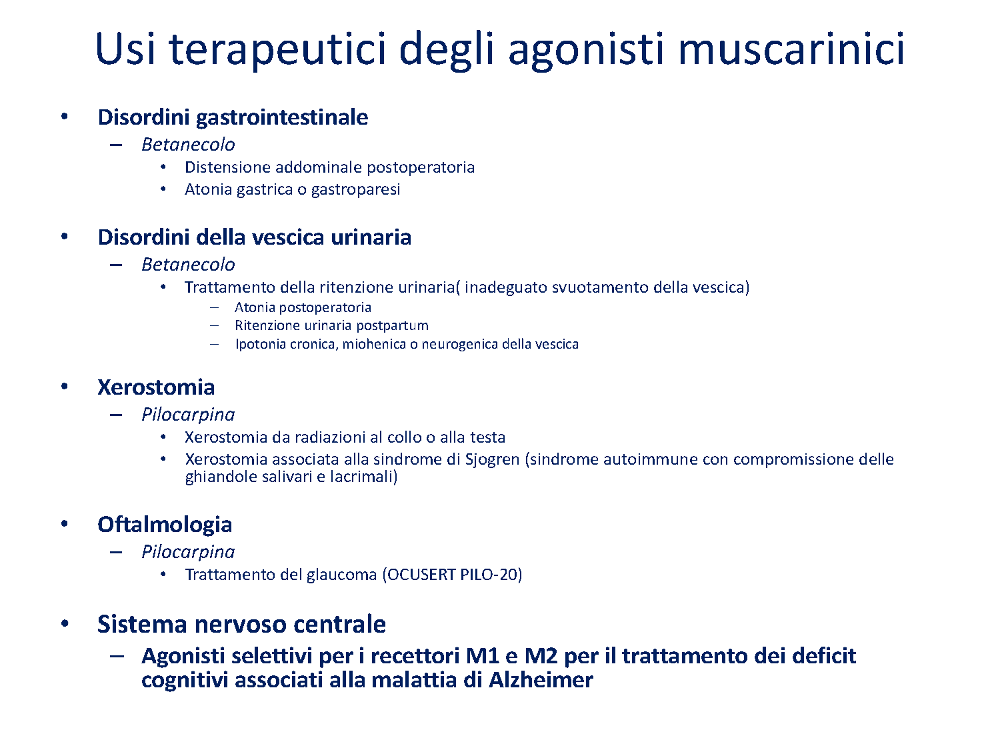 Usi terapeutici degli agonisti muscarinici
• Disordini gastrointestinale
– Betanecolo
• Distensione addominale postoperatoria
• Atonia gastrica o gastroparesi
• Disordini della vescica urinaria
– Betanecolo
• Trattamento della ritenzione urinaria( inadeguato svuotamento della vescica)
– Atonia postoperatoria
– Ritenzione urinaria postpartum
– Ipotonia cronica, miohenica o neurogenica della vescica
• Xerostomia
– Pilocarpina
• Xerostomia da radiazioni al collo o alla testa
• Xerostomia associata alla sindrome di Sjogren (sindrome autoimmune con compromissione delle
ghiandole salivari e lacrimali)
• Oftalmologia
– Pilocarpina
• Trattamento del glaucoma (OCUSERT PILO-20)
• Sistema nervoso centrale
– Agonisti selettivi per i recettori M1 e M2 per il trattamento dei deficit
cognitivi associati alla malattia di Alzheimer